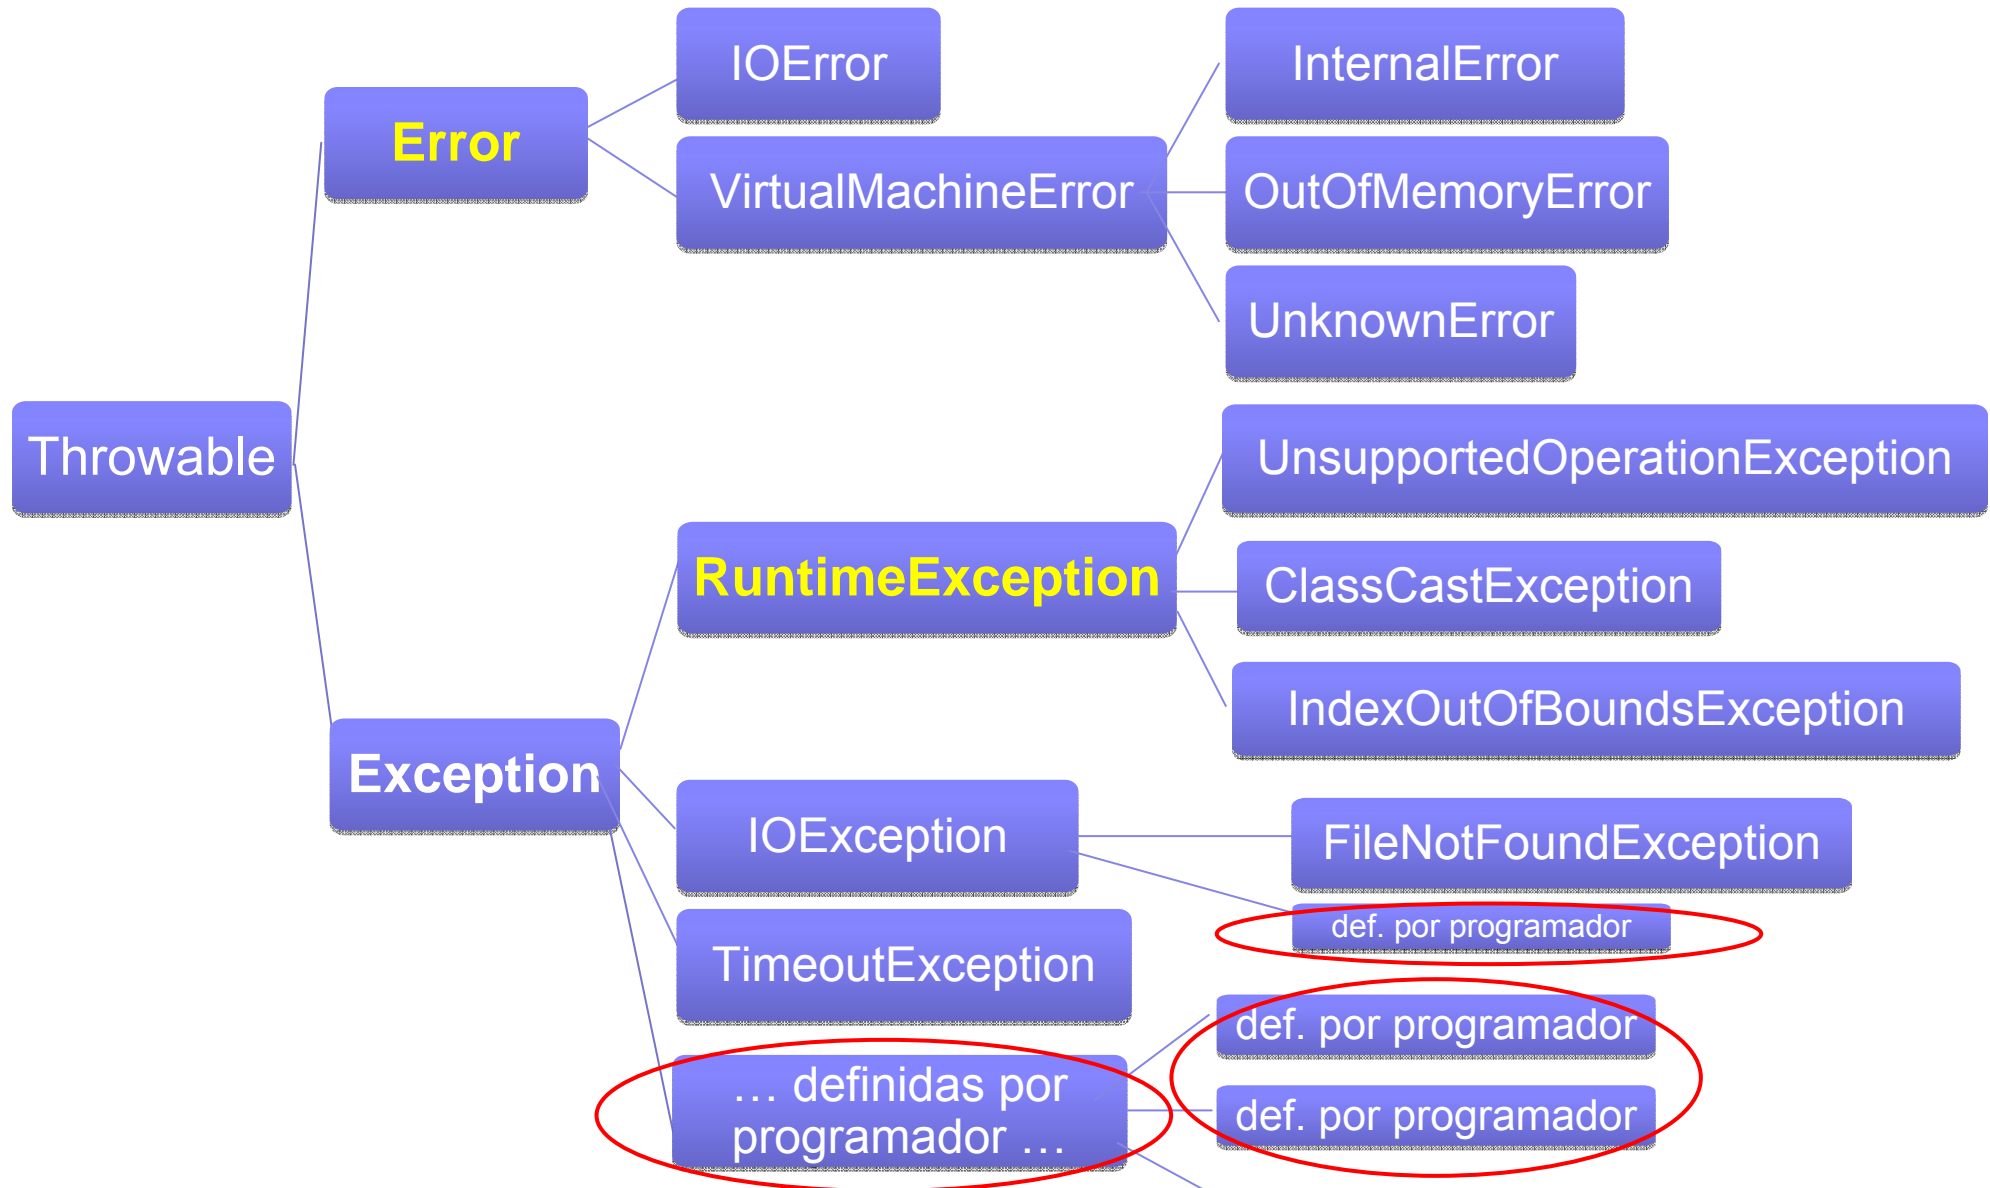 IOError
InternalError
Error
VirtualMachineError
OutOfMemoryError
UnknownError
Throwable
UnsupportedOperationException
RuntimeException
ClassCastException
IndexOutOfBoundsException
Exception
IOException
FileNotFoundException
def. por programador
TimeoutException
def. por programador
… definidas por
programador …
def. por programador